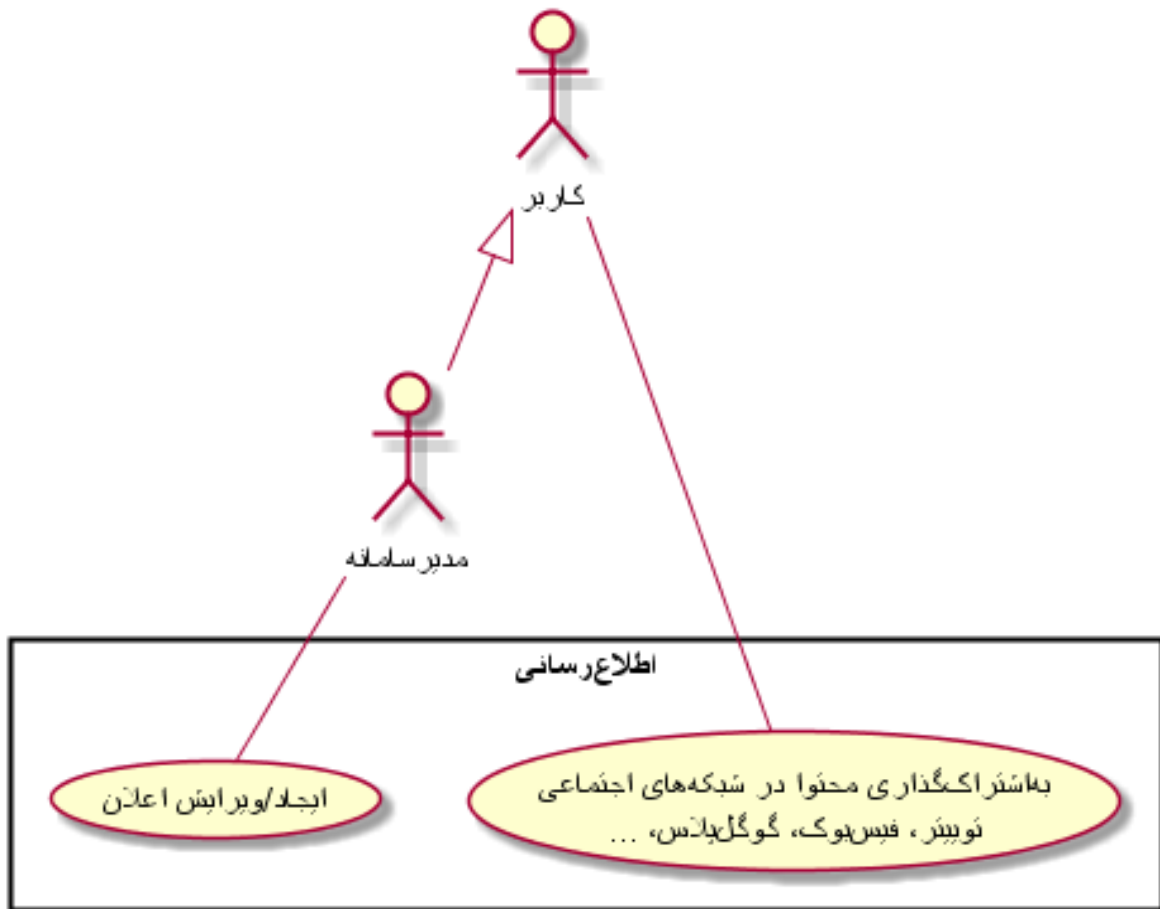 کاربر
مدیر سامانه
اطلاع‌رسانی
ایجاد/ویرایش اعلان
به‌اشتراک‌گذاری محتوا در شبکه‌های اجتماعی
توییتر، فیس‌بوک، گوگل‌پلاس، ...